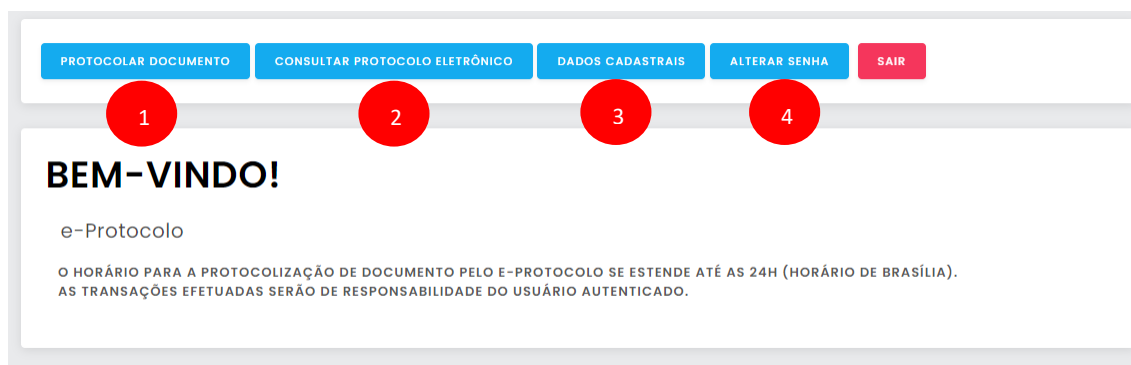 PROTOCOLAR DOCUMENTO CONSULTAR PROTOCOLO ELETRÔNICO DADOS CADASTRAIS ALTERAR SENHA SAIR
1 2 3 4
BEM-VINDO!
e-Protocolo
O HORÁRIO PARA A PROTOCOLIZAÇÃO DE DOCUMENTO PELO E-PROTOCOLO SE ESTENDE ATÉ AS 24H (HORÁRIO DE BRASÍLIA).
AS TRANSAÇÕES EFETUADAS SERÃO DE RESPONSABILIDADE DO USUÁRIO AUTENTICADO.